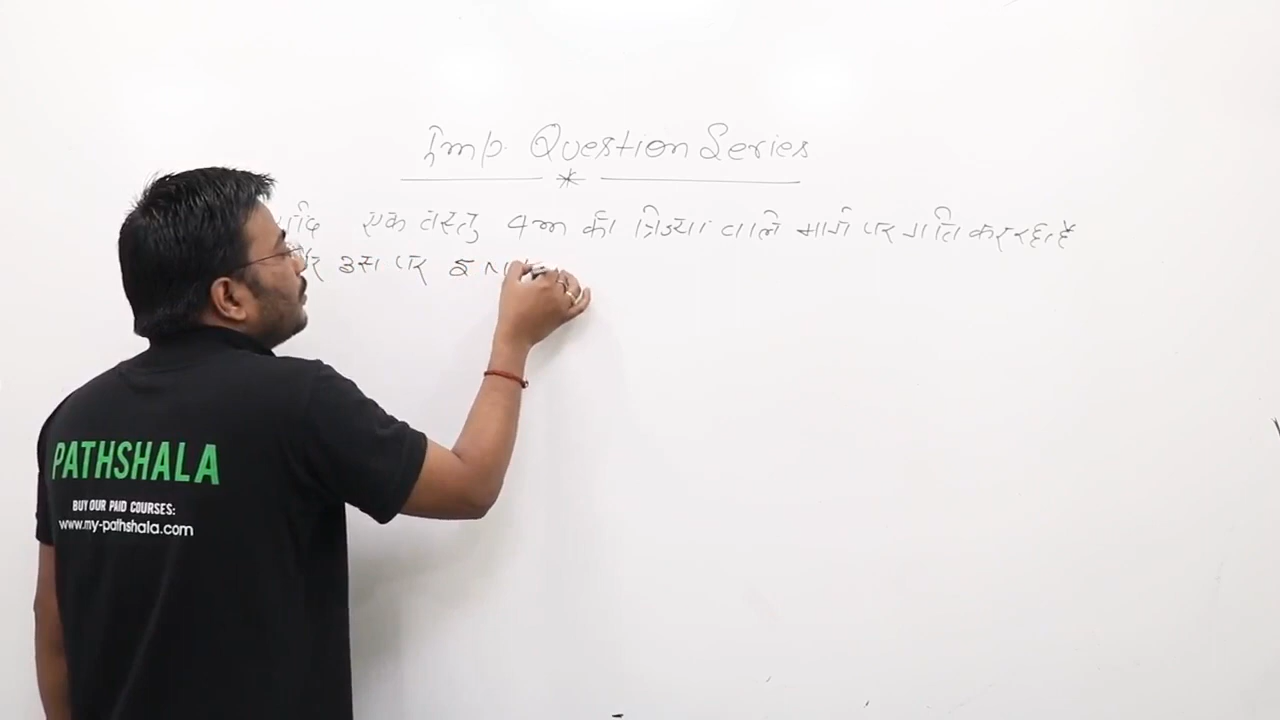 Imp. Question Series
एक वस्तु 4m की त्रिज्या वाले मार्ग पर गति कर रहा है
उस पर 5
PATHSHALA
BUY OUR PAID COURSES:
www.my-pathshala.com